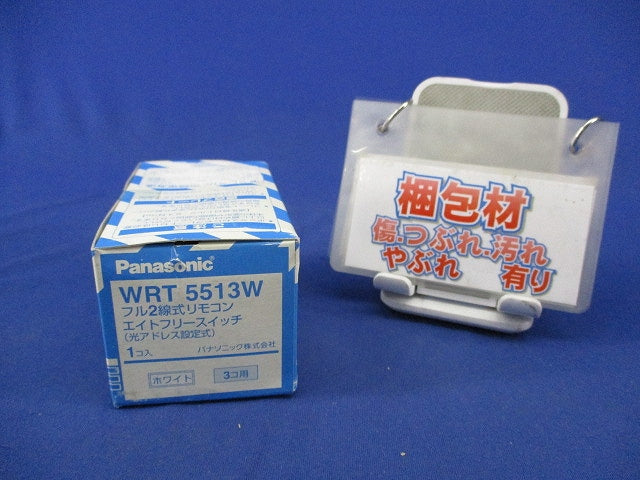 Panasonic
WRT 5513W
フル2線式リモコン
エイトフリースイッチ
(光アドレス設定式)
1コ入 パナソニック株式会社
ホワイト 3コ用
梱包材
傷.つぶれ.汚れ
やぶれ 有り